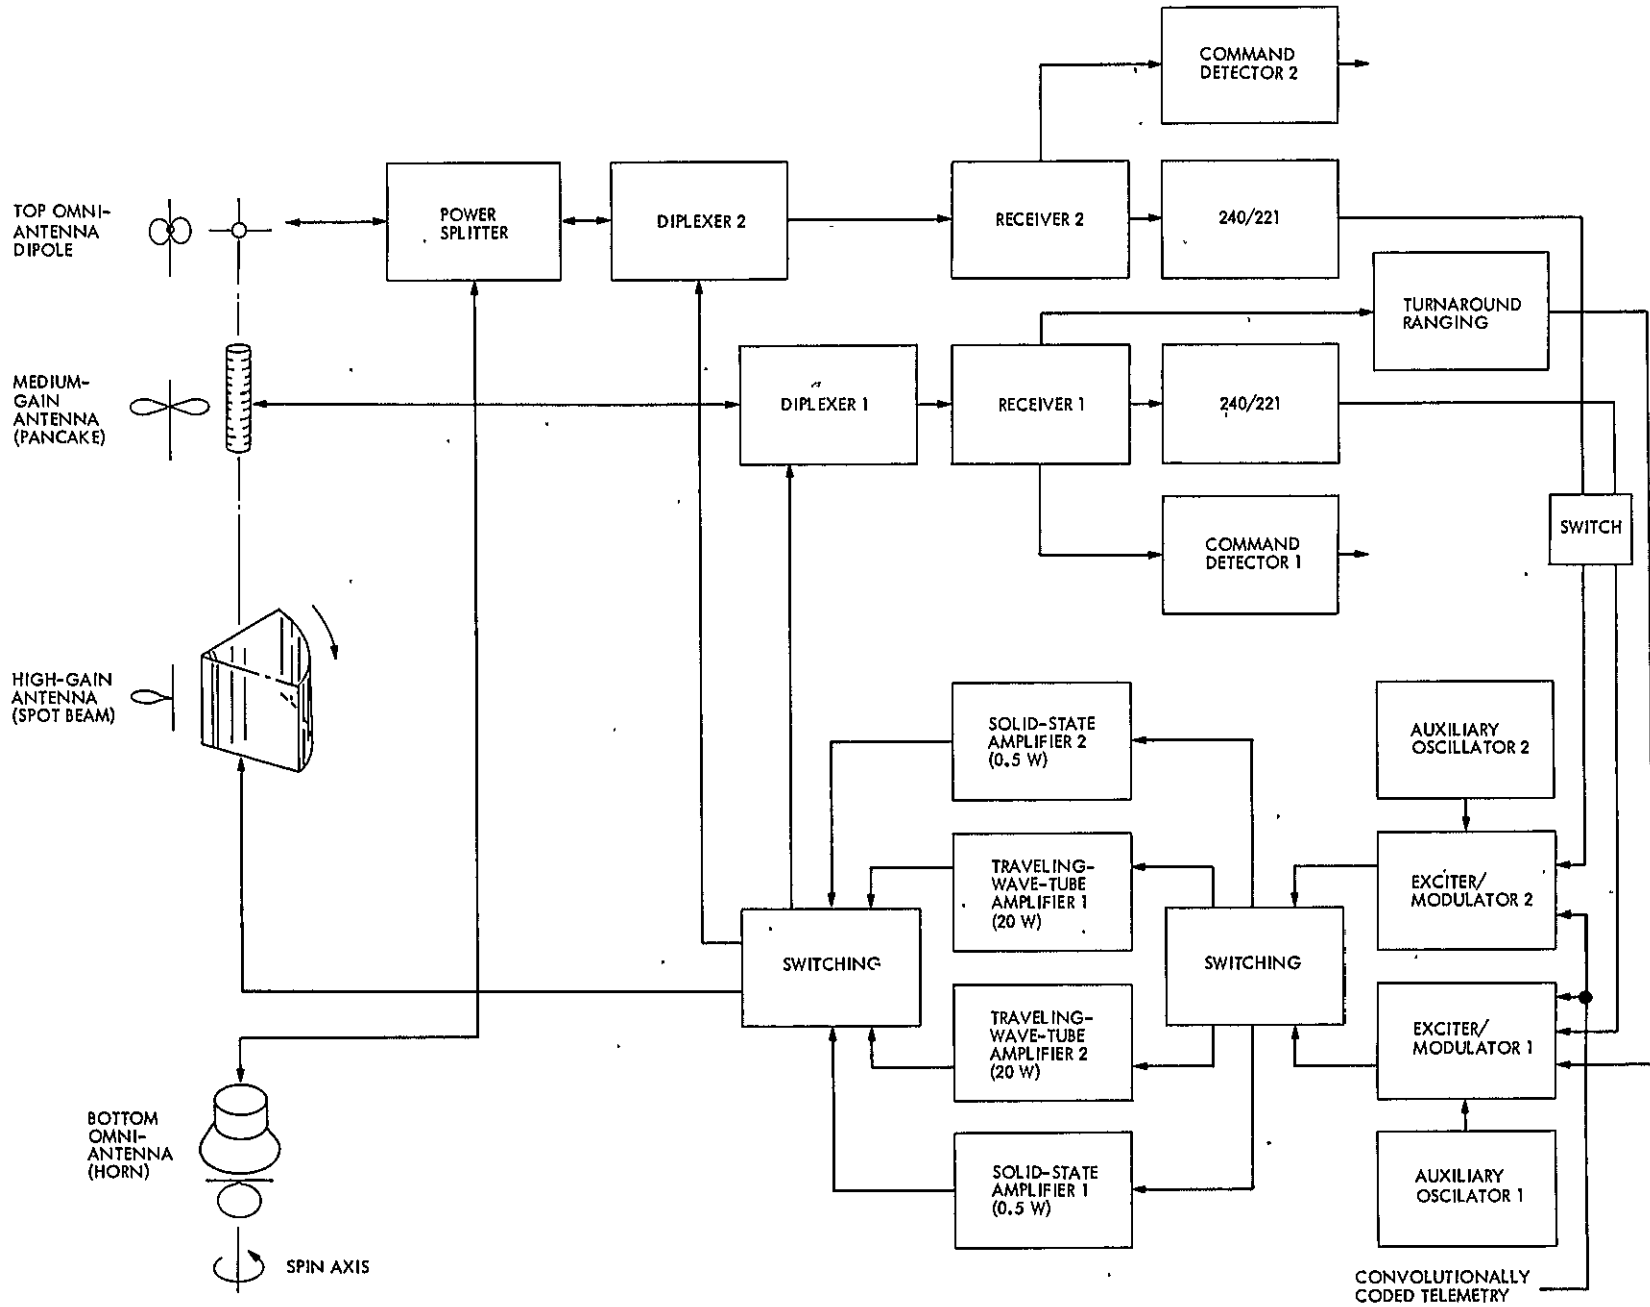 COMMAND
DETECTOR 2
TOP OMNI-
ANTENNA
DIPOLE
POWER
SPLITTER
DIPLEXER 2
RECEIVER 2
240/221
TURNAROUND
RANGING
MEDIUM-
GAIN
ANTENNA
(PANCAKE)
DIPLEXER 1
RECEIVER 1
240/221
SWITCH
COMMAND
DETECTOR 1
HIGH-GAIN
ANTENNA
(SPOT BEAM)
SOLID-STATE
AMPLIFIER 2
(0.5 W)
AUXILIARY
OSCILLATOR 2
TRAVELING-
WAVE-TUBE
AMPLIFIER 1
(20 W)
EXCITER/
MODULATOR 2
SWITCHING
SWITCHING
TRAVELING-
WAVE-TUBE
AMPLIFIER 2
(20 W)
EXCITER/
MODULATOR 1
BOTTOM
OMNI-
ANTENNA
(HORN)
SOLID-STATE
AMPLIFIER 1
(0.5 W)
AUXILIARY
OSCILATOR 1
SPIN AXIS
CONVOLUTIONALLY
CODED TELEMETRY